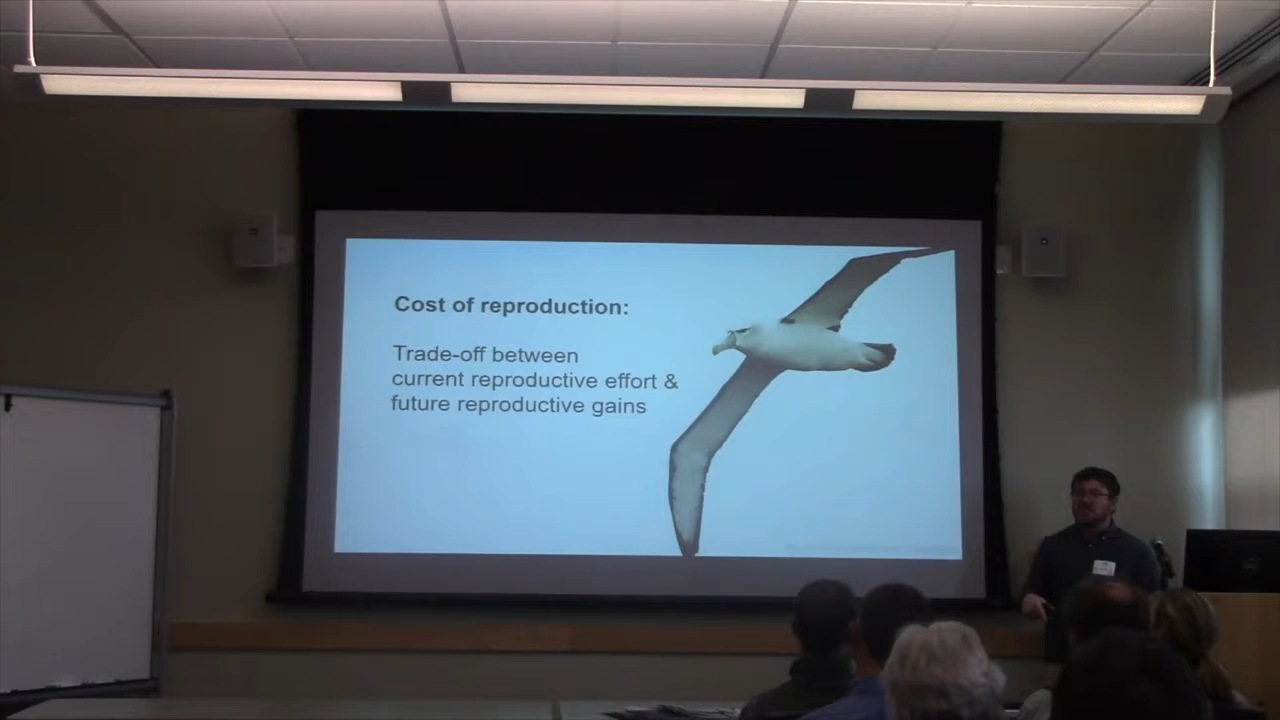 Cost of reproduction:
Trade-off between
current reproductive effort &
future reproductive gains